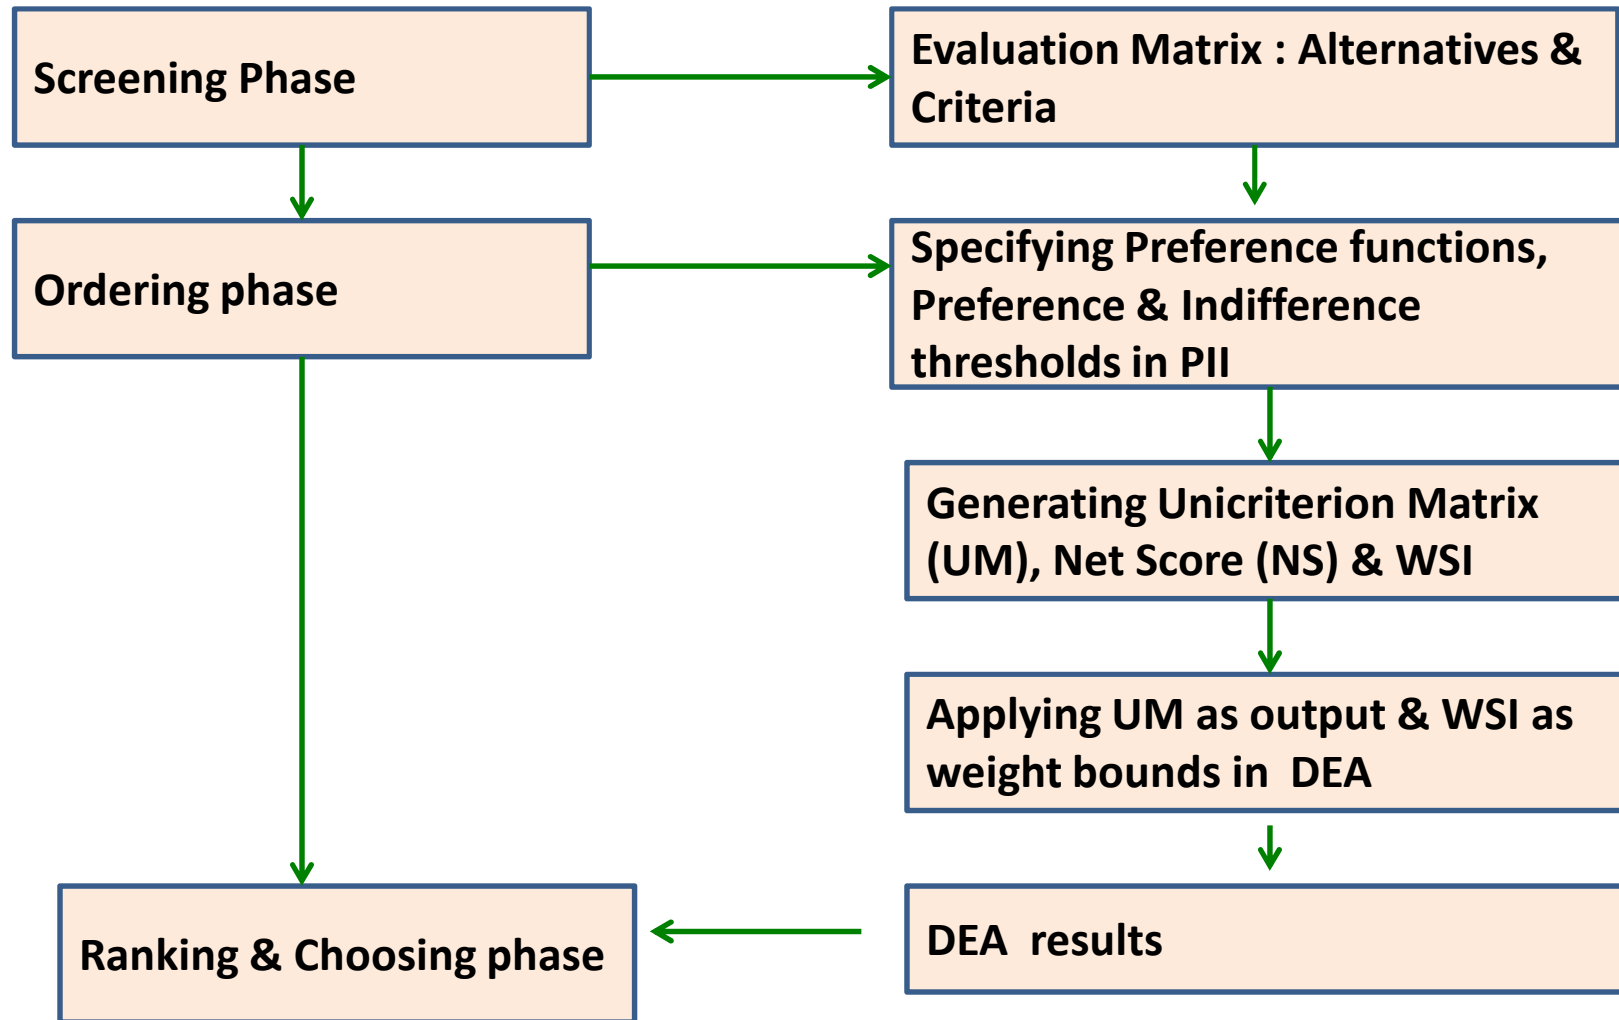 Screening Phase
Evaluation Matrix : Alternatives &
Criteria
Ordering phase
Specifying Preference functions,
Preference & Indifference
thresholds in PII
Generating Unicriterion Matrix
(UM), Net Score (NS) & WSI
Applying UM as output & WSI as
weight bounds in DEA
Ranking & Choosing phase
DEA results